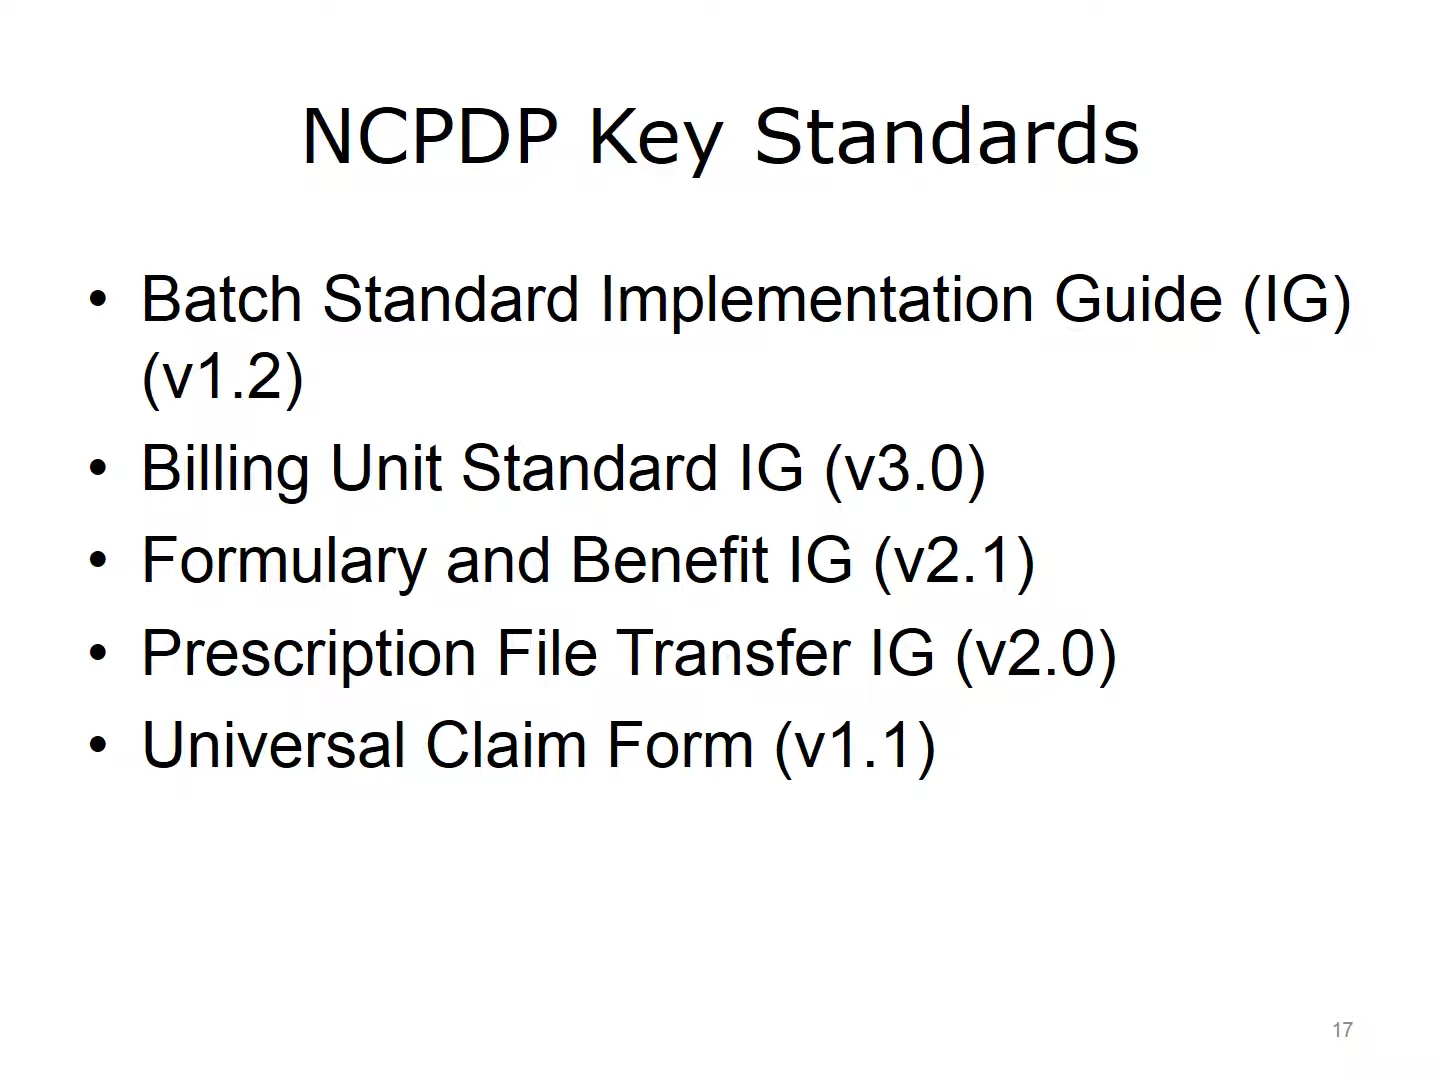 NCPDP Key Standards
• Batch Standard Implementation Guide (IG)
(v1.2)
• Billing Unit Standard IG (v3.0)
• Formulary and Benefit IG (v2.1)
• Prescription File Transfer IG (v2.0)
• Universal Claim Form (v1.1)
17